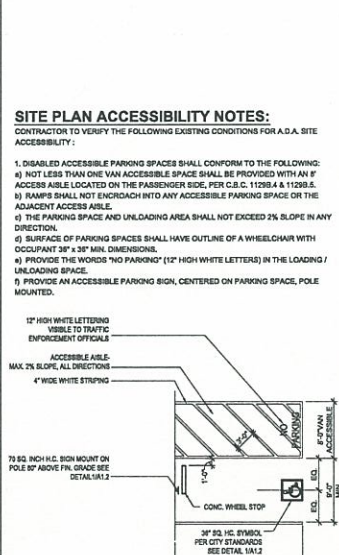 SITE PLAN ACCESSIBILITY NOTES:
CONTRACTOR TO VERIFY THE FOLLOWING EXISTING CONDITIONS FOR A.D.A. SITE
ACCESSIBILITY :
1. DISABLED ACCESSIBLE PARKING SPACES SHALL CONFORM TO THE FOLLOWING:
a) NOT LESS THAN ONE VAN ACCESSIBLE SPACE SHALL BE PROVIDED WITH AN 8'
ACCESS AISLE LOCATED ON THE PASSENGER SIDE, PER C.B.C. 1129B.4 & 1129B.5.
b) RAMPS SHALL NOT ENCROACH INTO ANY ACCESSIBLE PARKING SPACE OR THE
ADJACENT ACCESS AISLE.
c) THE PARKING SPACE AND UNLOADING AREA SHALL NOT EXCEED 2% SLOPE IN ANY
DIRECTION.
d) SURFACE OF PARKING SPACES SHALL HAVE OUTLINE OF A WHEELCHAIR WITH
OCCUPANT 36" x 36" MIN. DIMENSIONS.
e) PROVIDE THE WORDS "NO PARKING" (12" HIGH WHITE LETTERS) IN THE LOADING /
UNLOADING SPACE.
f) PROVIDE AN ACCESSIBLE PARKING SIGN, CENTERED ON PARKING SPACE, POLE
MOUNTED.
12" HIGH WHITE LETTERING
VISIBLE TO TRAFFIC
ENFORCEMENT OFFICIALS
ACCESSIBLE AISLE-
MAX. 2% SLOPE, ALL DIRECTIONS
4" WIDE WHITE STRIPING
NO
PARKING
3'-0"
8'-0" VAN
ACCESSIBLE
70 SQ. INCH H.C. SIGN MOUNT ON
POLE 80" ABOVE FIN. GRADE SEE
DETAIL 1/A1.2
1'-0"
CONC. WHEEL STOP
EQ.
EQ.
9'-0"
MIN
36" SQ. HC. SYMBOL
PER CITY STANDARDS
SEE DETAIL 1/A1.2